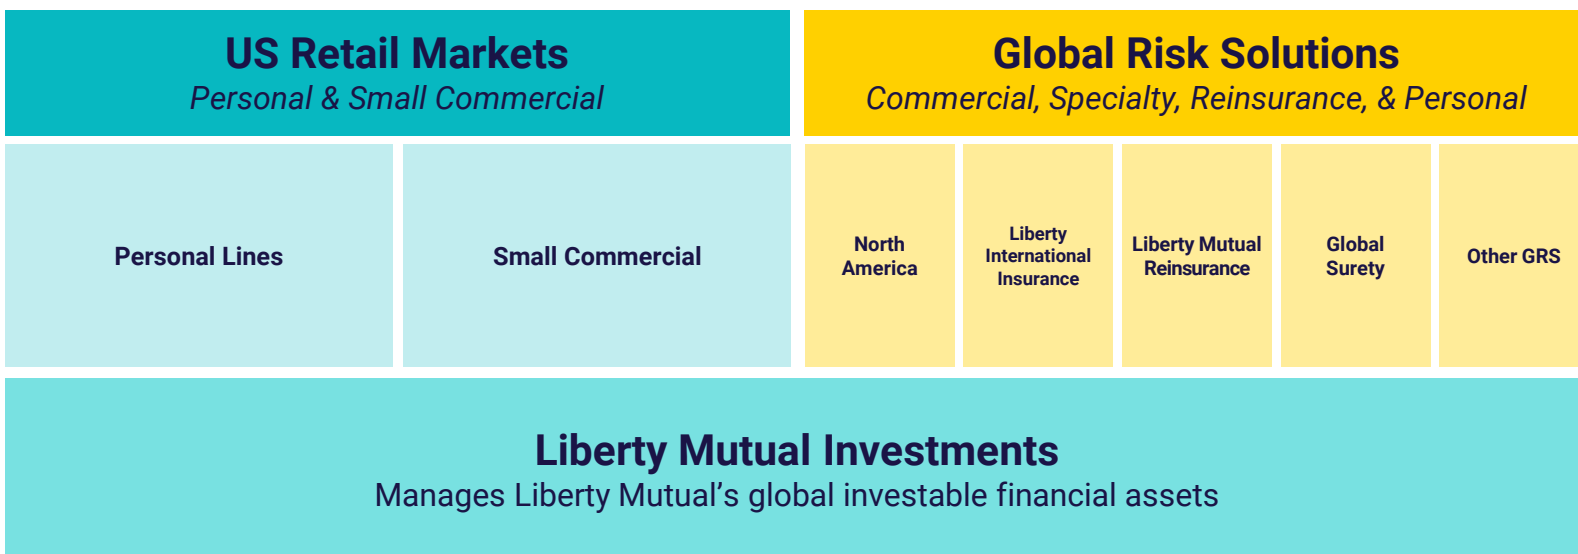 US Retail Markets
Personal & Small Commercial
Global Risk Solutions
Commercial, Specialty, Reinsurance, & Personal
Personal Lines
Small Commercial
North
America
Liberty
International
Insurance
Liberty Mutual
Reinsurance
Global
Surety
Other GRS
Liberty Mutual Investments
Manages Liberty Mutual’s global investable financial assets